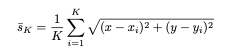 $\bar{s}_K = \frac{1}{K} \sum_{i=1}^{K} \sqrt{(x - x_i)^2 + (y - y_i)^2}$